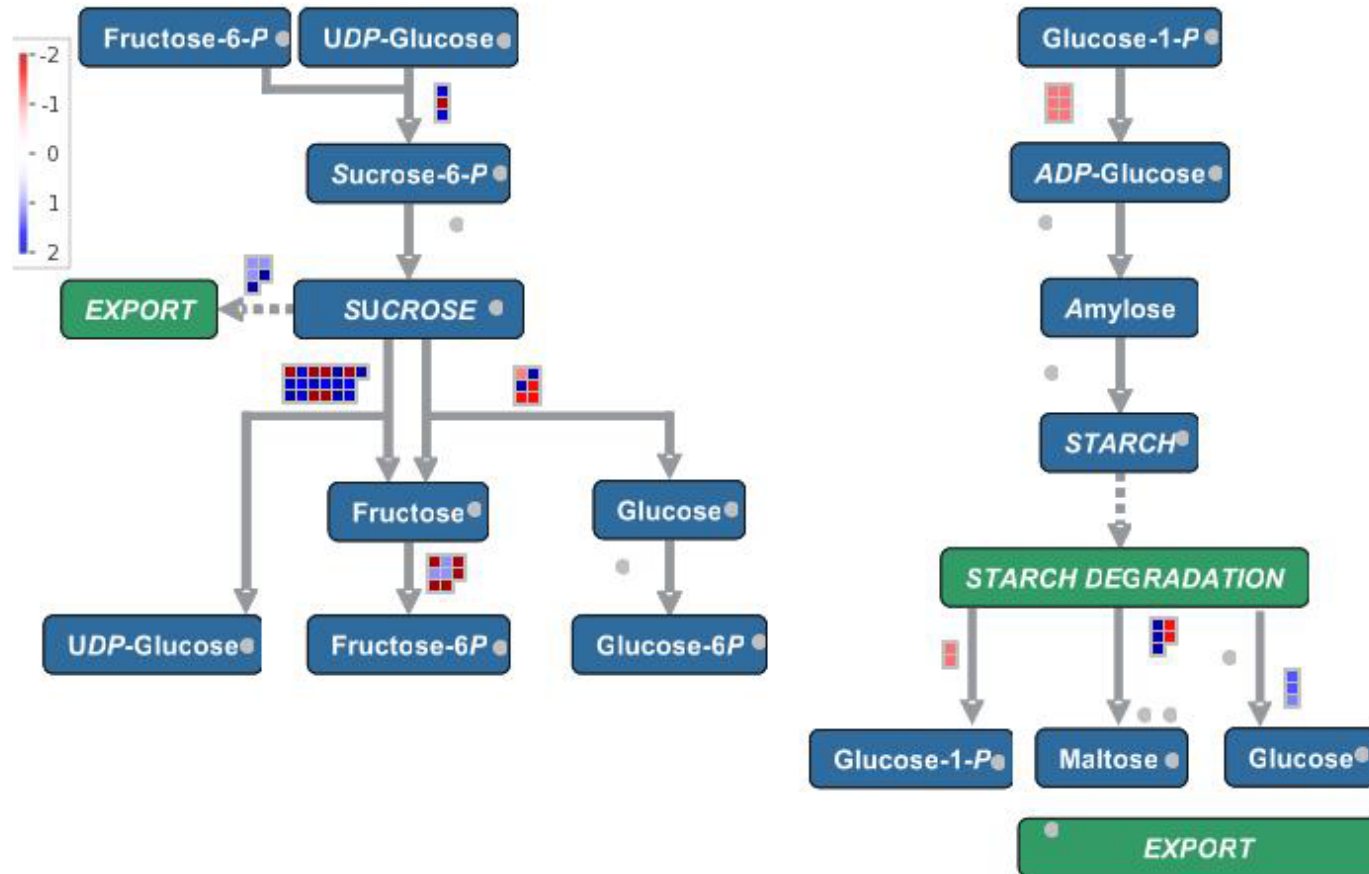 Fructose-6-P
UDP-Glucose
Glucose-1-P
-2
-1
0
1
2
Sucrose-6-P
ADP-Glucose
EXPORT
SUCROSE
Amylose
STARCH
Fructose
Glucose
STARCH DEGRADATION
UDP-Glucose
Fructose-6P
Glucose-6P
Glucose-1-P
Maltose
Glucose
EXPORT